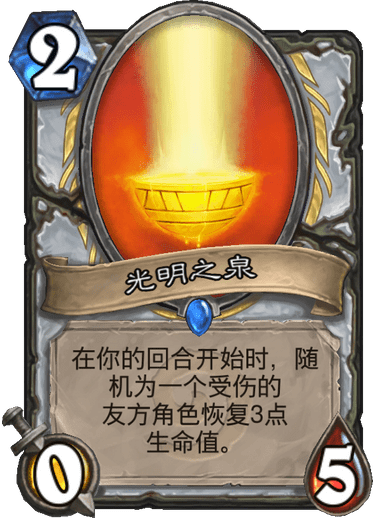 2
光明之泉
在你的回合开始时，随
机为一个受伤的
友方角色恢复3点
生命值。
0
5